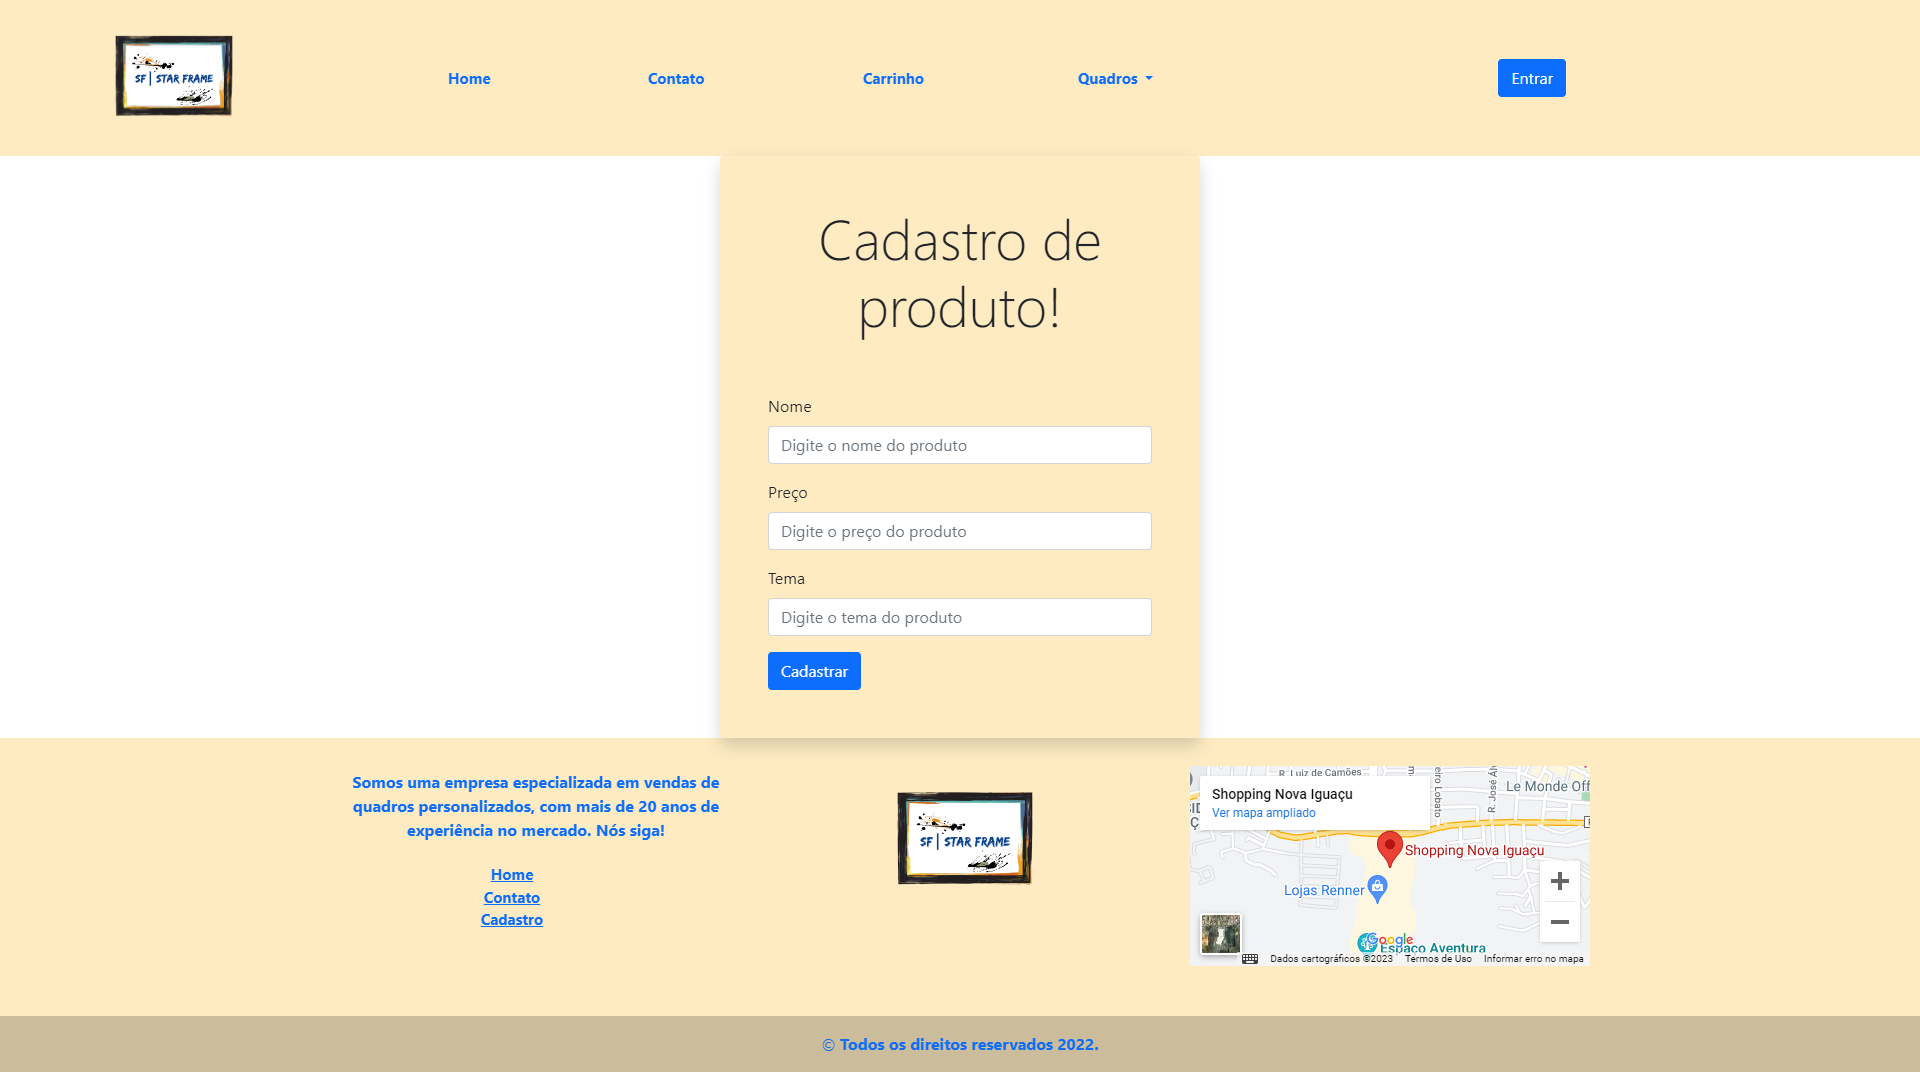 SF | STAR FRAME
Home
Contato
Carrinho
Quadros
Entrar
Cadastro de
produto!
Nome
Digite o nome do produto
Preço
Digite o preço do produto
Tema
Digite o tema do produto
Cadastrar
Somos uma empresa especializada em vendas de
quadros personalizados, com mais de 20 anos de
experiência no mercado. Nós siga!
Home
Contato
Cadastro
SF | STAR FRAME
R. Luiz de Camões
eiro Lobato
R. José Ál
Le Monde Off
Shopping Nova Iguaçu
Ver mapa ampliado
Shopping Nova Iguaçu
Lojas Renner
Google
Espaço Aventura
Dados cartográficos ©2023
Termos de Uso
Informar erro no mapa
© Todos os direitos reservados 2022.